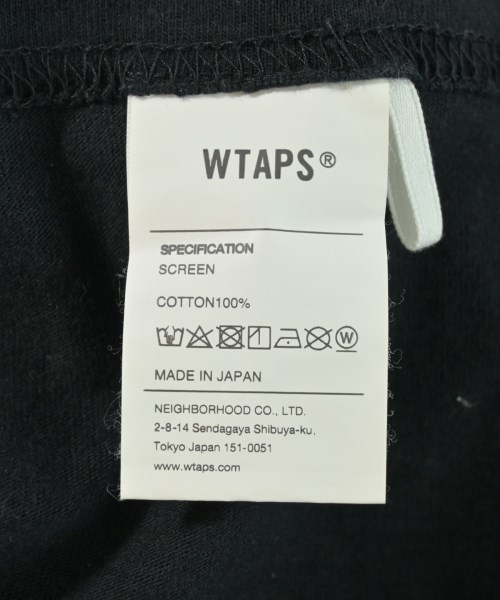 WTAPS®
SPECIFICATION
SCREEN
COTTON100%
W
MADE IN JAPAN
NEIGHBORHOOD CO., LTD.
2-8-14 Sendagaya Shibuya-ku,
Tokyo Japan 151-0051
www.wtaps.com